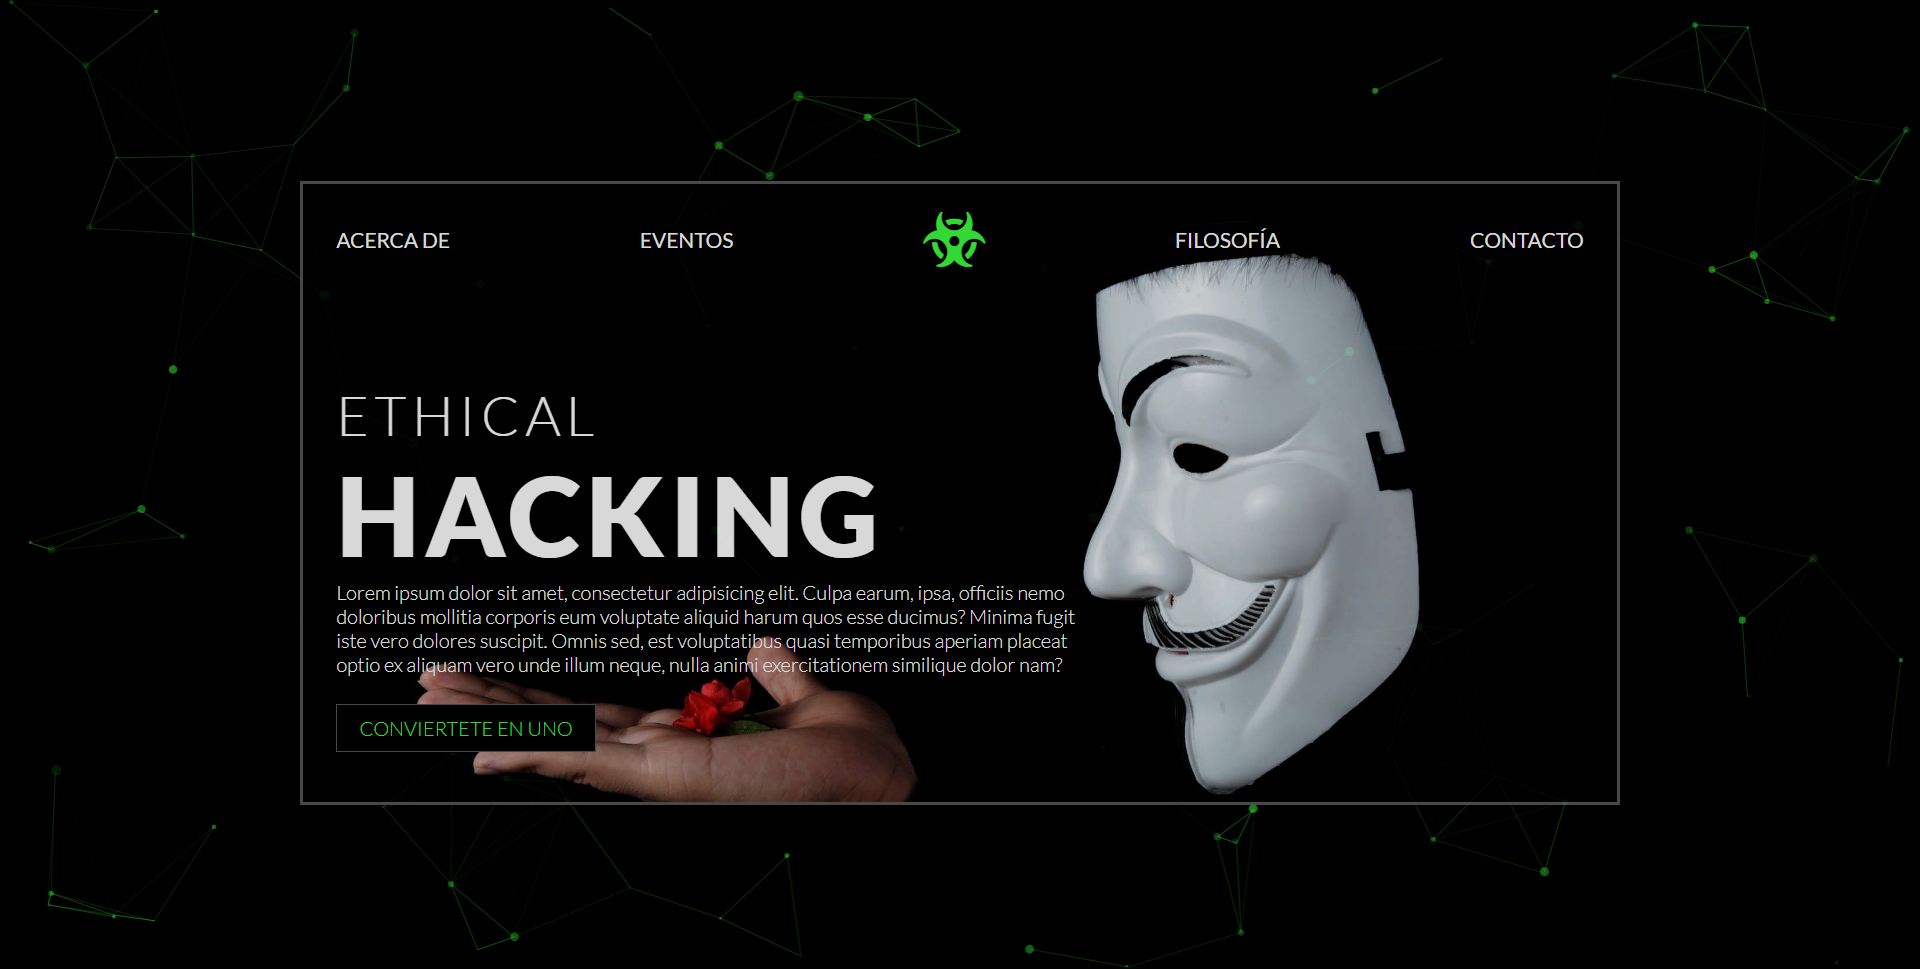 ACERCA DE EVENTOS FILOSOFÍA CONTACTO
ETHICAL
HACKING
Lorem ipsum dolor sit amet, consectetur adipisicing elit. Culpa earum, ipsa, officiis nemo
doloribus mollitia corporis eum voluptate aliquid harum quos esse ducimus? Minima fugit
iste vero dolores suscipit. Omnis sed, est voluptatibus quasi temporibus aperiam placeat
optio ex aliquam vero unde illum neque, nulla animi exercitationem similique dolor nam?
CONVIERTETE EN UNO